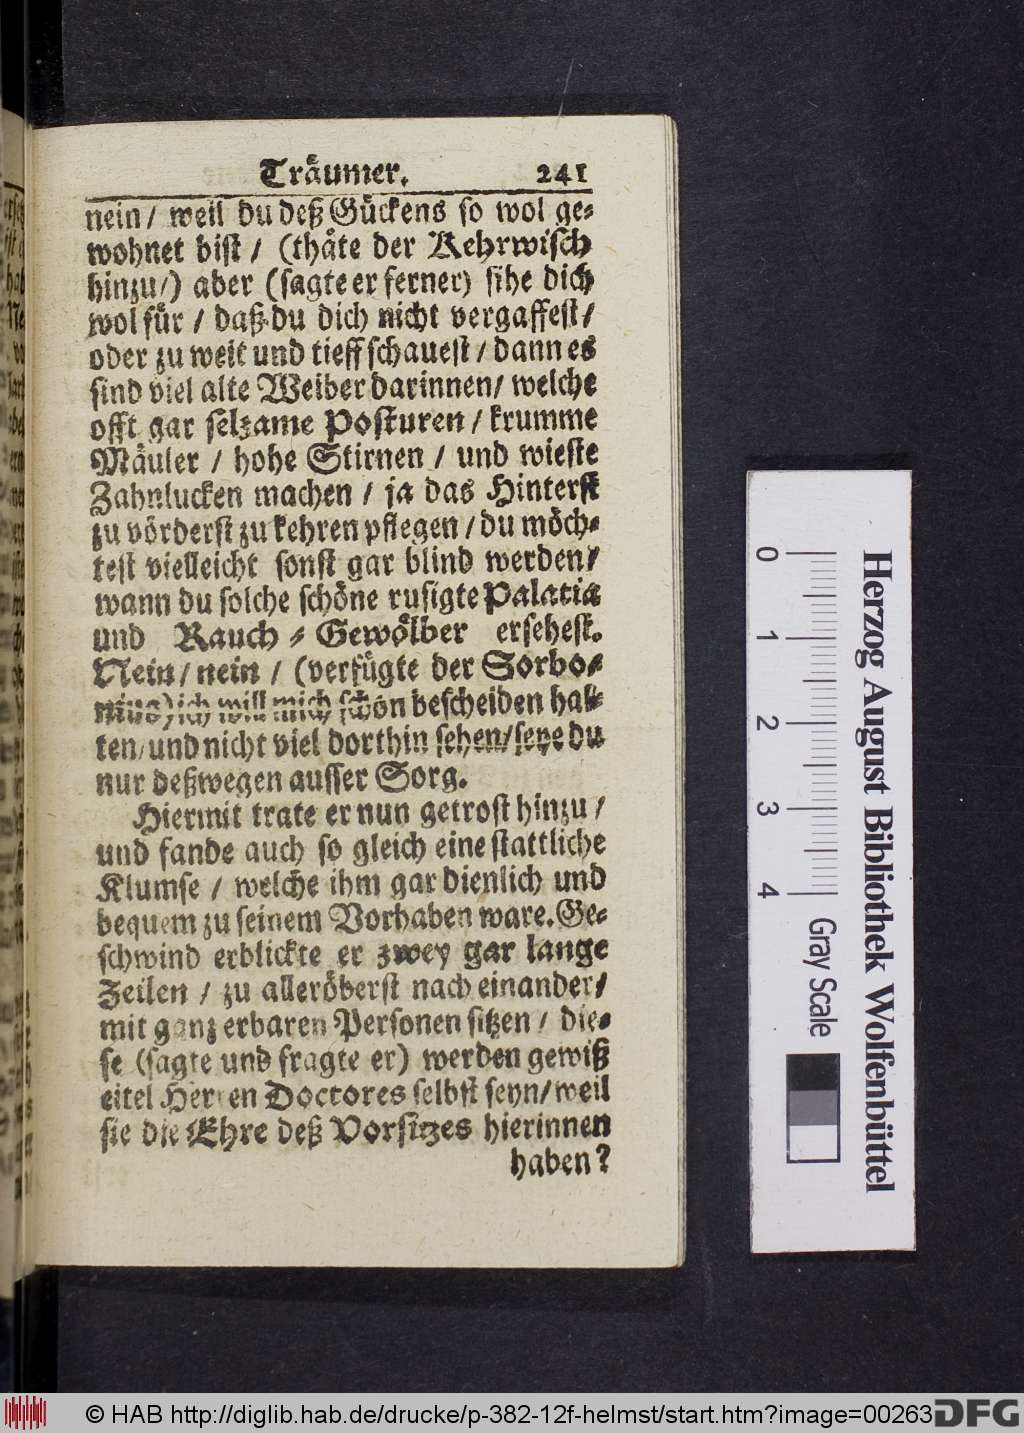 Träumer. 241
nein / weil du deß Gückens so wol ge-
wohnet bist / (thäte der Kehrwisch
hinzu /) aber (sagte er ferner) sihe dich
wol für / daß du dich nicht vergaffest /
oder zu weit und tieff schauest / dann es
sind viel alte Weiber darinnen / welche
offt gar selzame Posturen / krumme
Mäuler / hohe Stirnen / und wieste
Zahnlucken machen / ja das Hinterst
zu vörderst zu kehren pflegen / du möch-
test vielleicht sonst gar blind werden /
wann du solche schöne rusigte Palatia
und Rauch-Gewölber ersehest.
Nein / nein / (verfügte der Sorbo-
nius) ich will mich schon bescheiden hal-
ten / und nicht viel dorthin sehen / seye du
nur deßwegen ausser Sorg.
Hiermit trate er nun getrost hinzu /
und fande auch so gleich eine stattliche
Klumse / welche ihm gar dienlich und
bequem zu seinem Vorhaben ware. Ge-
schwind erblickte er zwey gar lange
Zeilen / zu alleröberst nach einander /
mit ganz erbaren Personen sitzen / die-
se (sagte und fragte er) werden gewiß
eitel Herren Doctores selbst seyn / weil
sie die Ehre deß Vorsitzes hierinnen
haben?
0 1 2 3 4
Gray Scale
Herzog August Bibliothek Wolfenbüttel
© HAB http://diglib.hab.de/drucke/p-382-12f-helmst/start.htm?image=00263
DFG